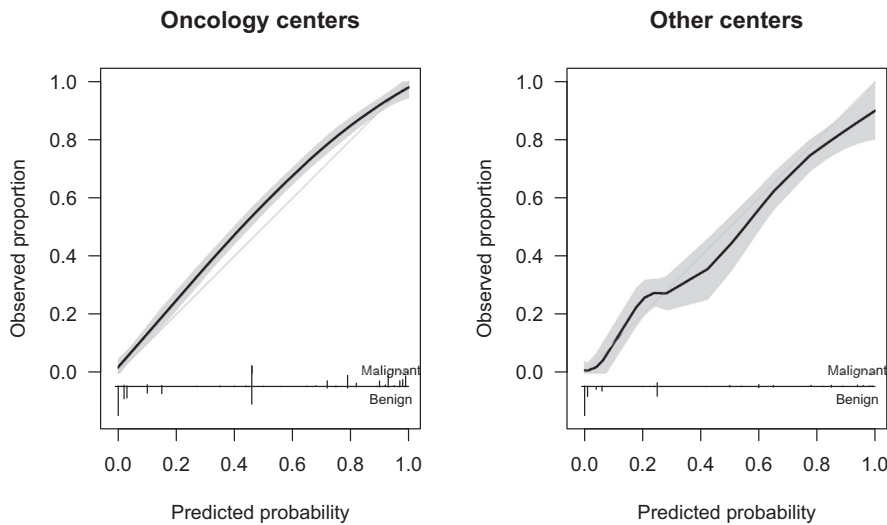 Oncology centers
Observed proportion
1.0
0.8
0.6
0.4
0.2
0.0
Malignant
Benign
0.0 0.2 0.4 0.6 0.8 1.0
Predicted probability
Other centers
Observed proportion
1.0
0.8
0.6
0.4
0.2
0.0
Malignant
Benign
0.0 0.2 0.4 0.6 0.8 1.0
Predicted probability